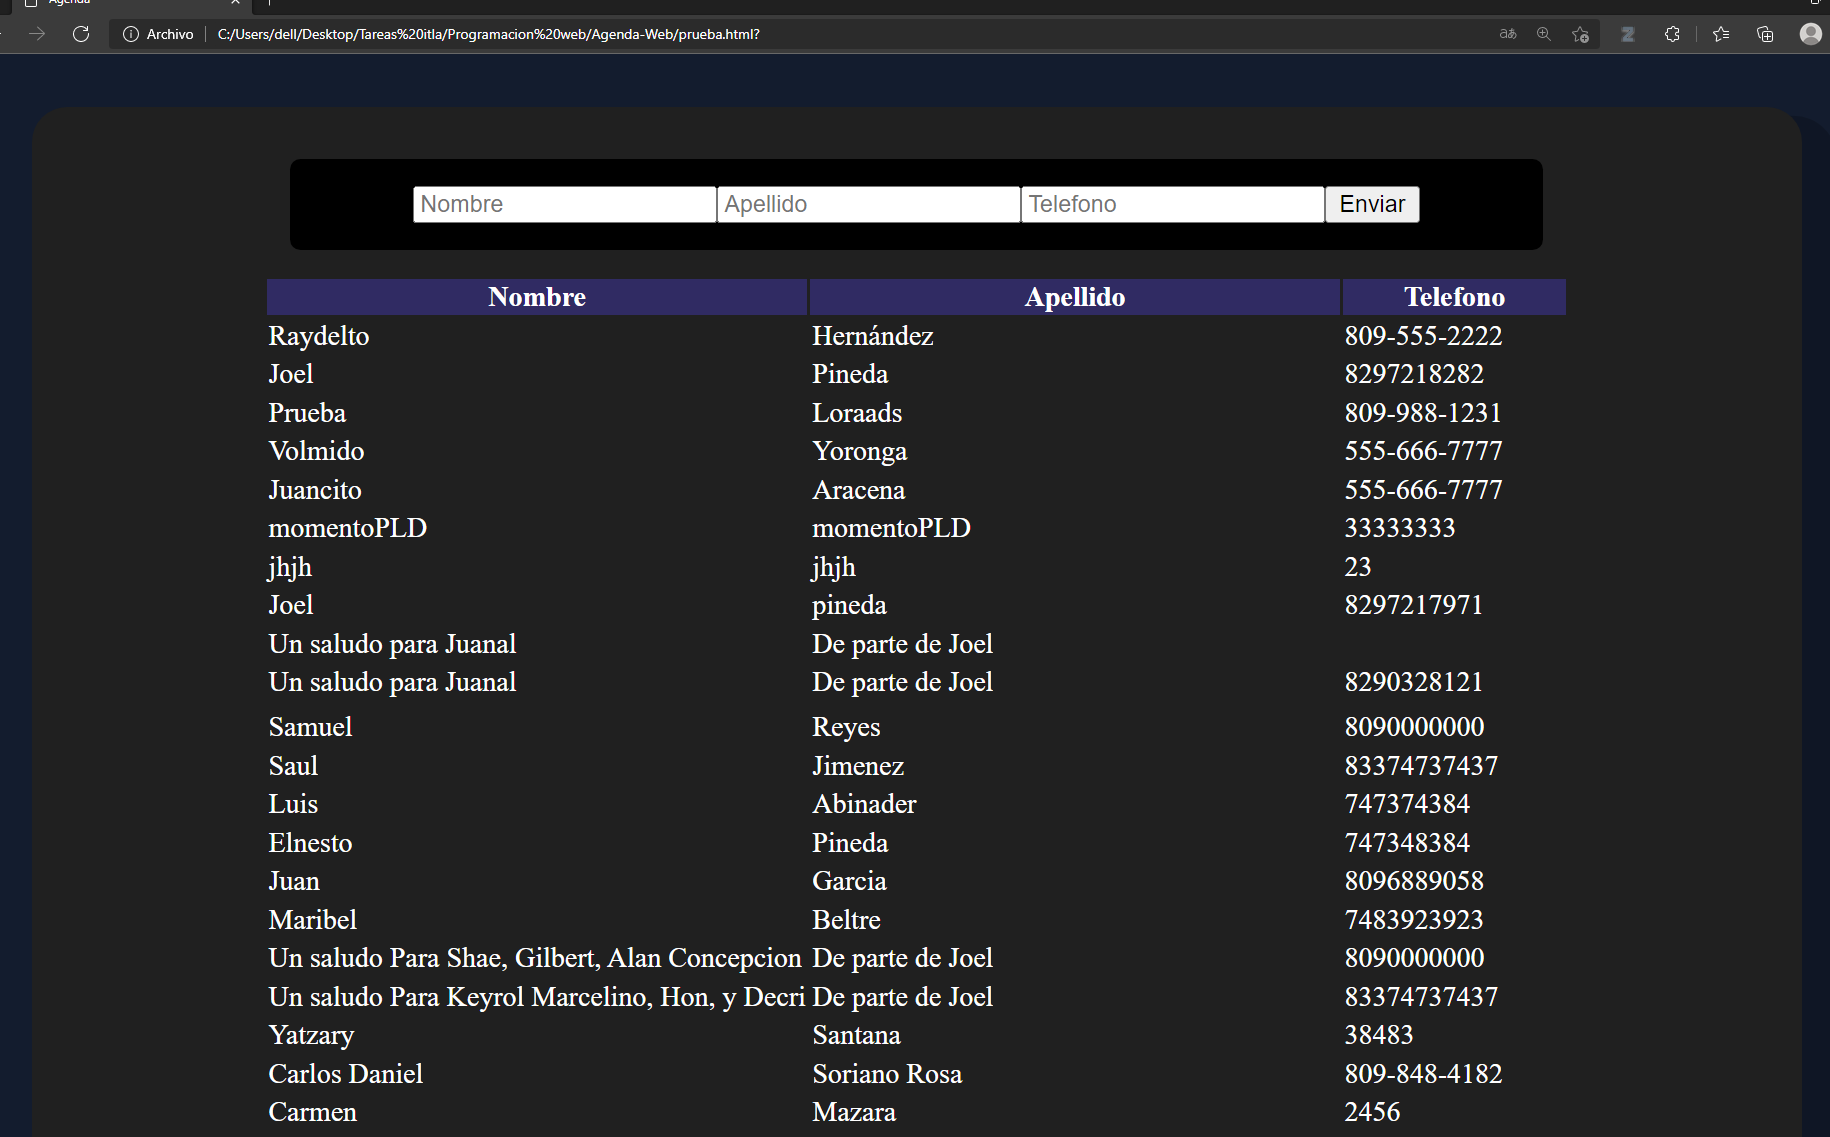 Agenda
Archivo C:/Users/dell/Desktop/Tareas%20itla/Programacion%20web/Agenda-Web/prueba.html?
Nombre Apellido Telefono Enviar
Nombre Apellido Telefono
Raydelto Hernández 809-555-2222
Joel Pineda 8297218282
Prueba Loraads 809-988-1231
Volmido Yoronga 555-666-7777
Juancito Aracena 555-666-7777
momentoPLD momentoPLD 33333333
jhjh jhjh 23
Joel pineda 8297217971
Un saludo para Juanal De parte de Joel
Un saludo para Juanal De parte de Joel 8290328121
Samuel Reyes 8090000000
Saul Jimenez 83374737437
Luis Abinader 747374384
Elnesto Pineda 747348384
Juan Garcia 8096889058
Maribel Beltre 7483923923
Un saludo Para Shae, Gilbert, Alan Concepcion De parte de Joel 8090000000
Un saludo Para Keyrol Marcelino, Hon, y Decri De parte de Joel 83374737437
Yatzary Santana 38483
Carlos Daniel Soriano Rosa 809-848-4182
Carmen Mazara 2456